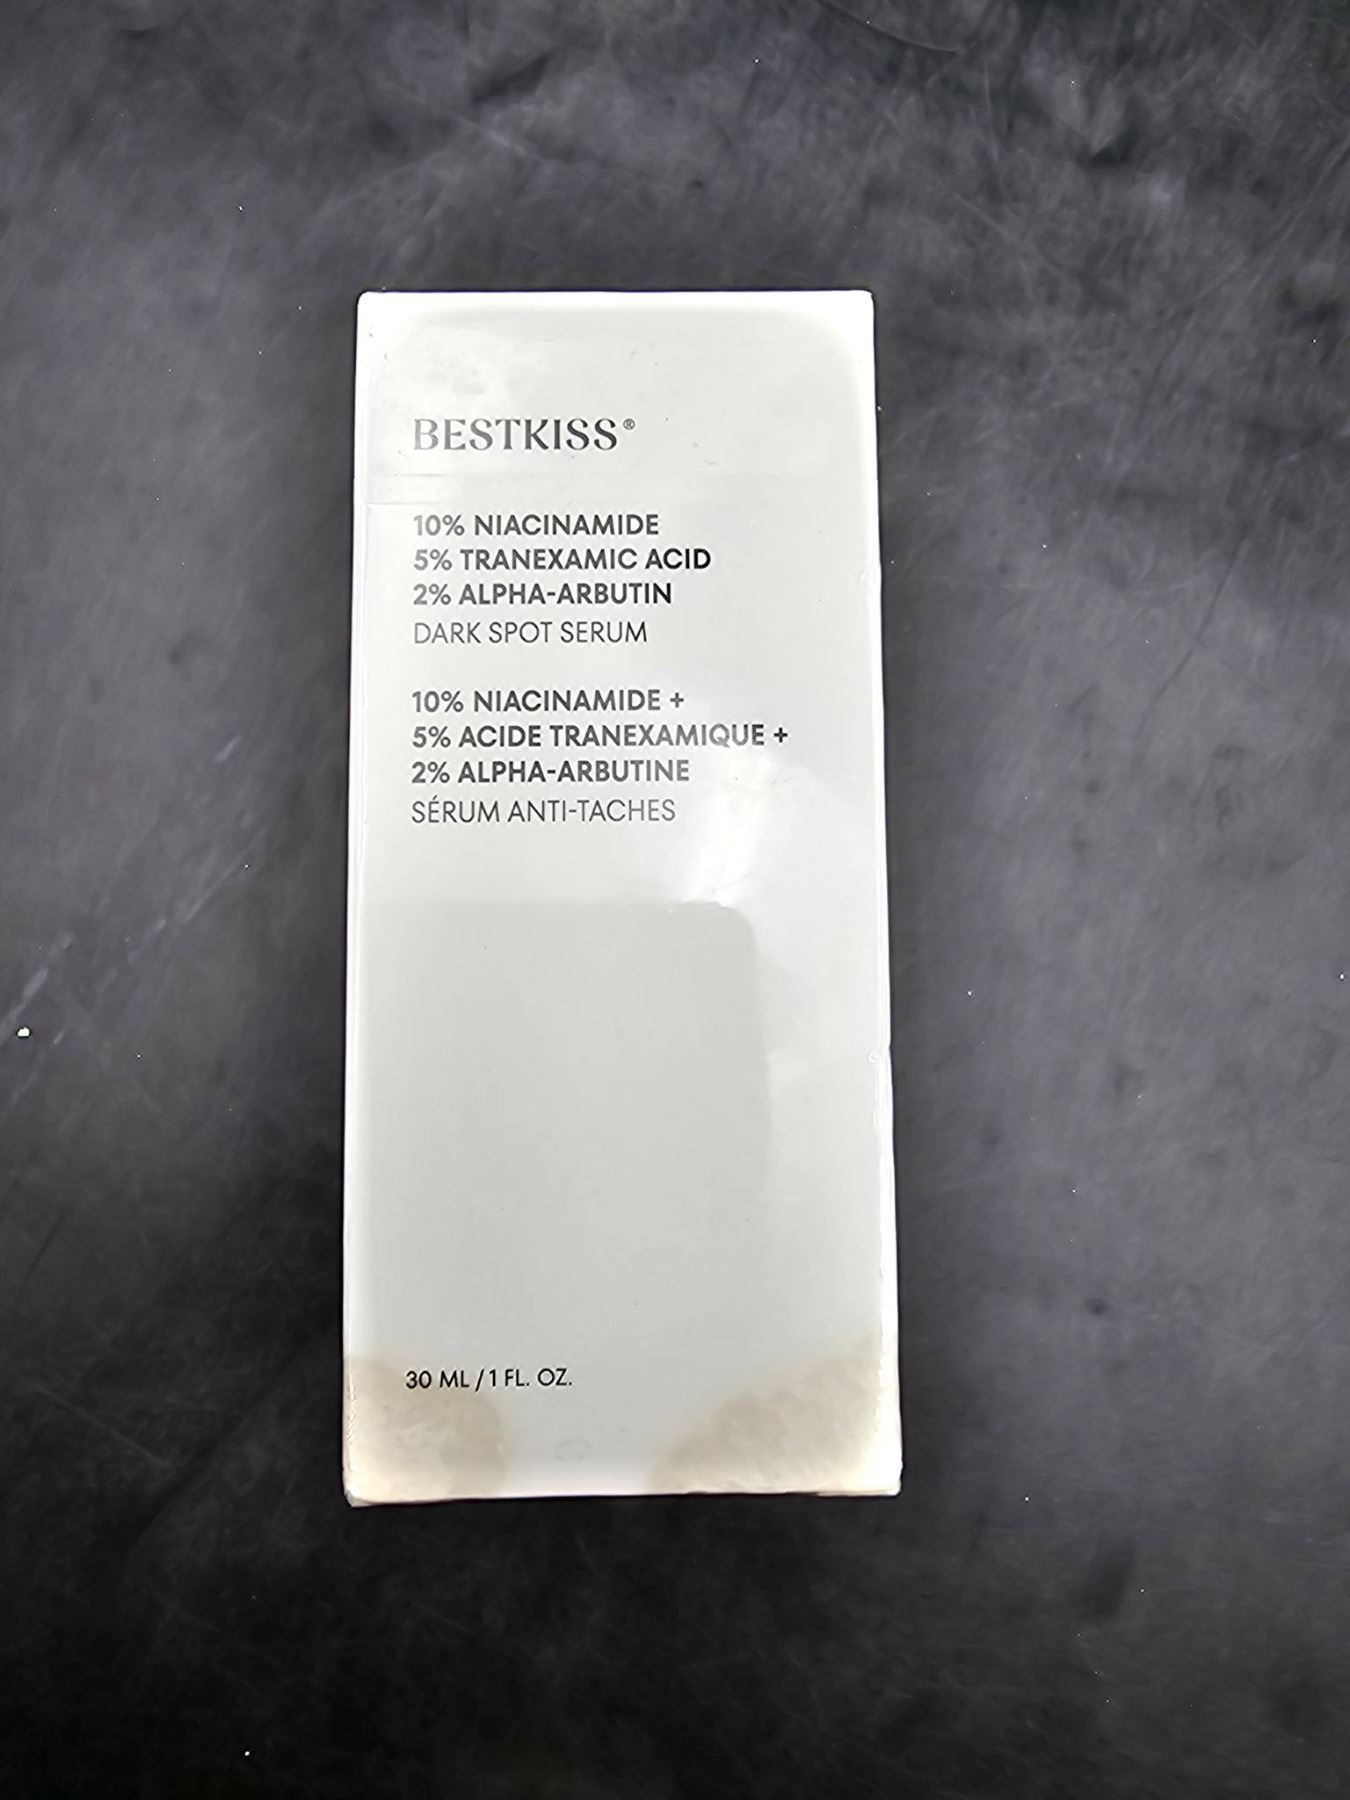 BESTKISS®
10% NIACINAMIDE
5% TRANEXAMIC ACID
2% ALPHA-ARBUTIN
DARK SPOT SERUM
10% NIACINAMIDE +
5% ACIDE TRANEXAMIQUE +
2% ALPHA-ARBUTINE
SÉRUM ANTI-TACHES
30 ML / 1 FL. OZ.